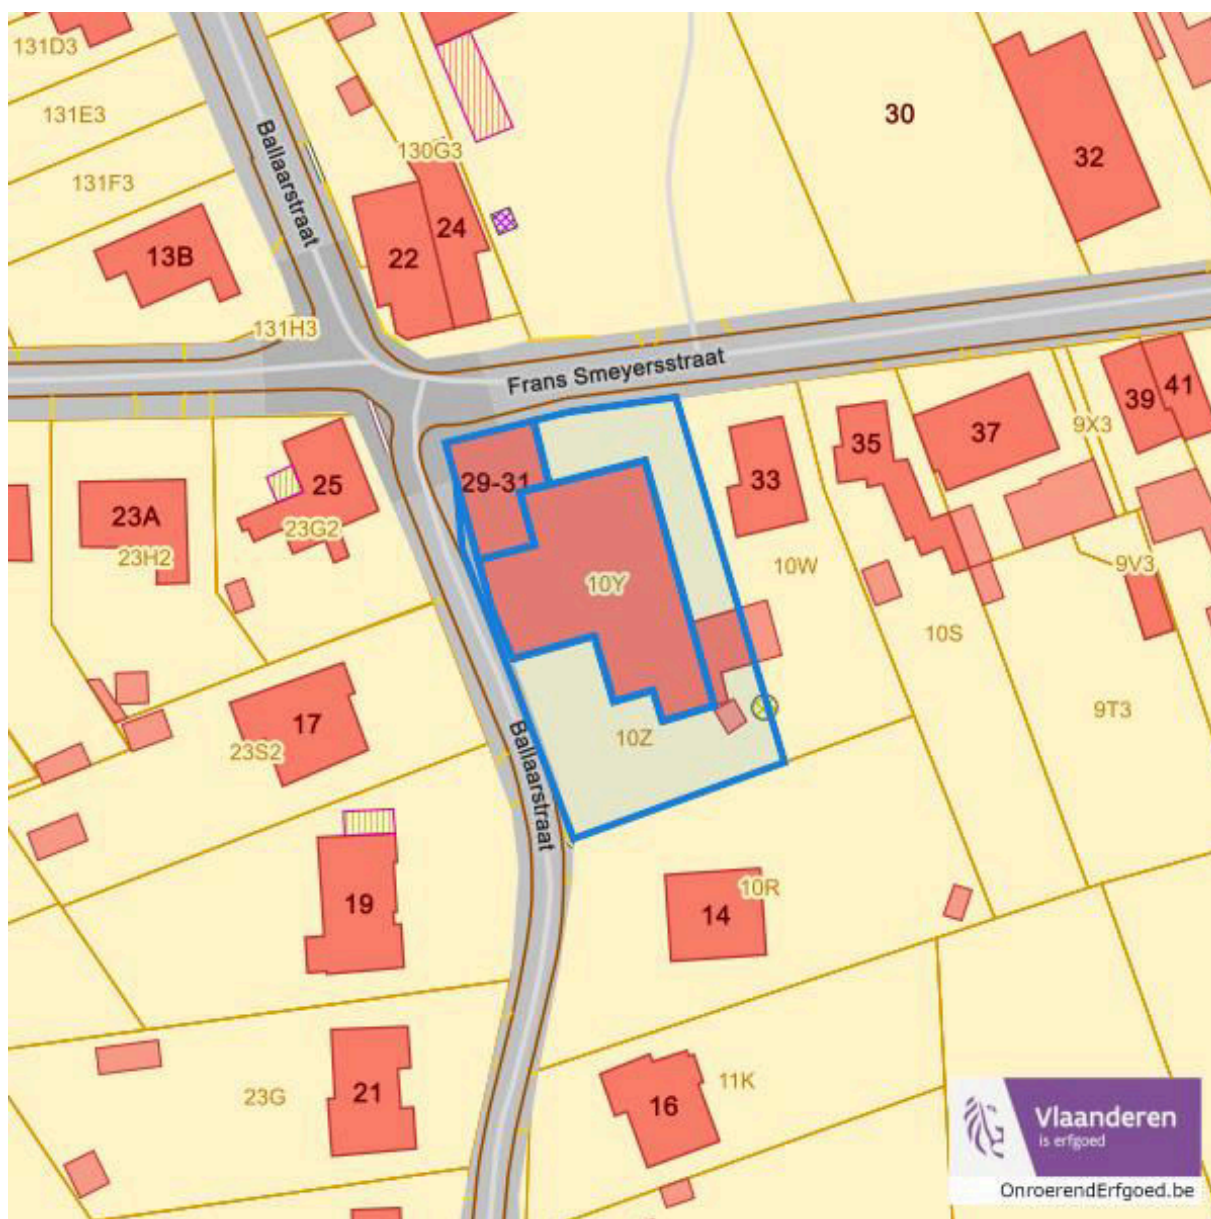 131D3
131E3
131F3
13B
131H3
Ballaarstraat
130G3
22
24
30
32
Frans Smeyersstraat
39
41
9X3
37
35
33
29-31
25
23G2
23A
23H2
10Y
10W
9V3
10S
9T3
10Z
17
23S2
Ballaarstraat
19
14
10R
21
23G
16
11K
Vlaanderen
is erfgoed
OnroerendErfgoed.be